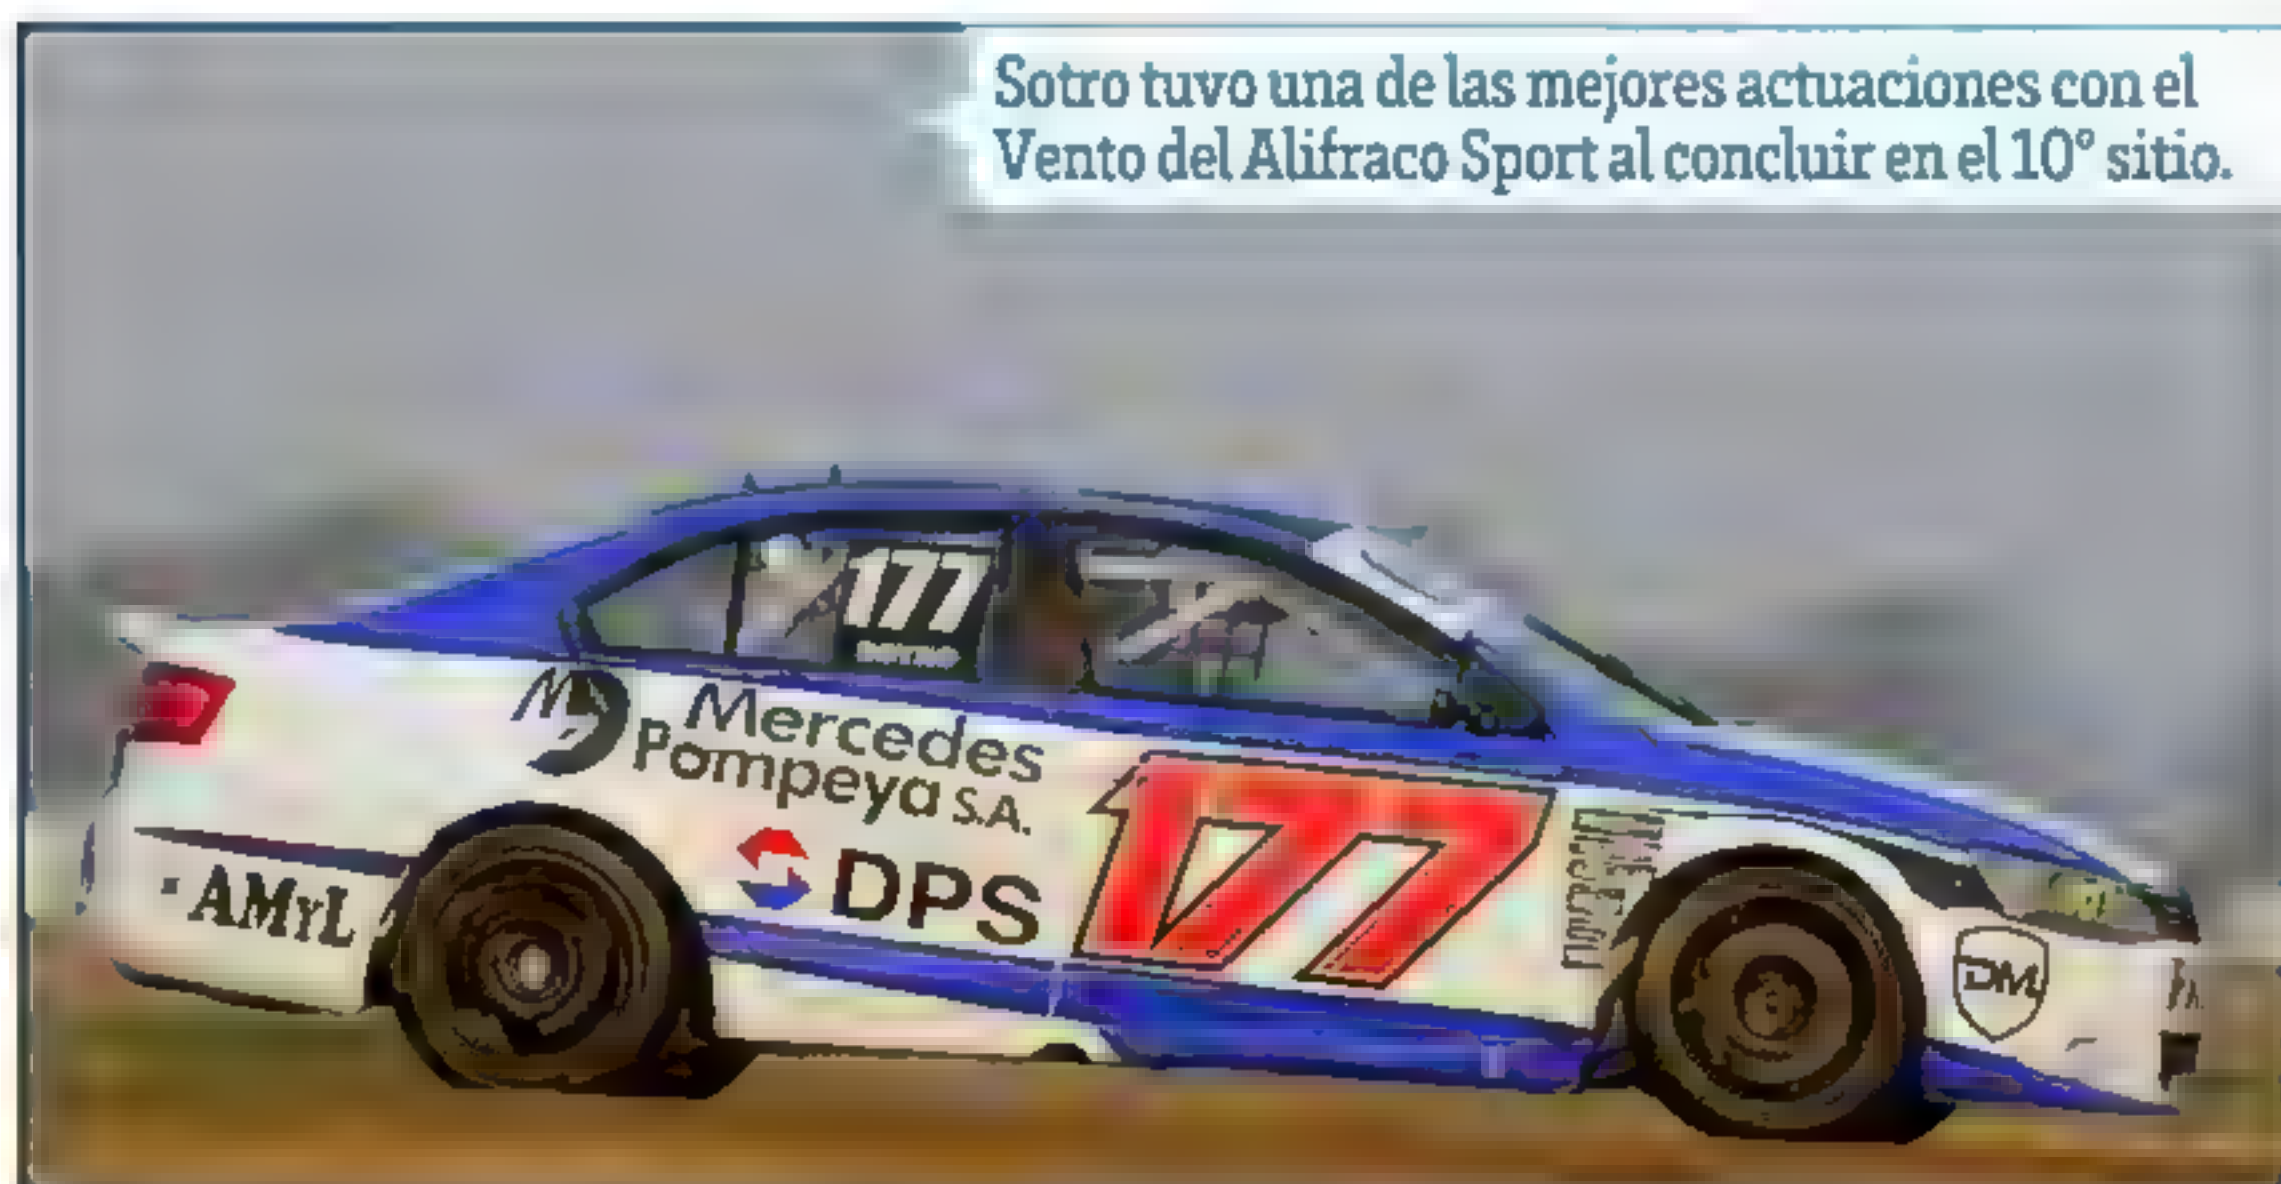 Sotro tuvo una de las mejores actuaciones con el
Vento del Alifraco Sport al concluir en el 10° sitio.
177
Mercedes
Pompeya S.A.
DPS
177
AMyL
DM